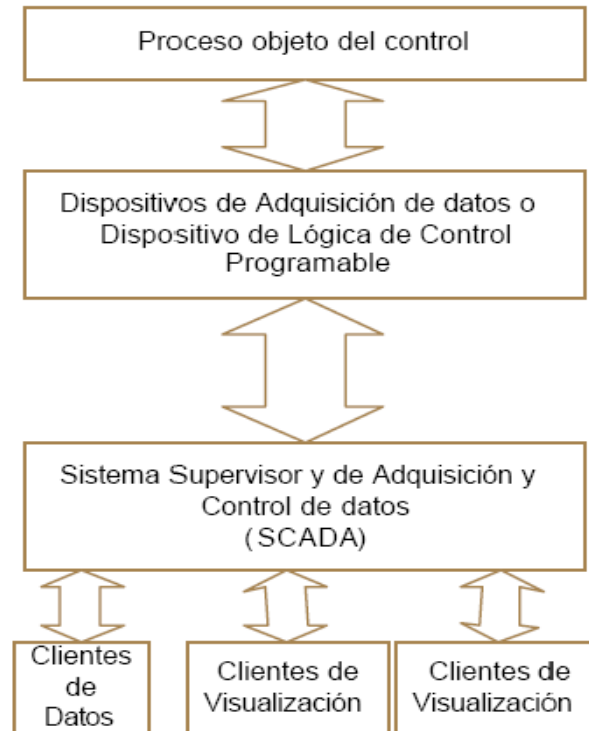 Proceso objeto del control
Dispositivos de Adquisición de datos o
Dispositivo de Lógica de Control
Programable
Sistema Supervisor y de Adquisición y
Control de datos
(SCADA)
Clientes
de
Datos
Clientes de
Visualización
Clientes de
Visualización